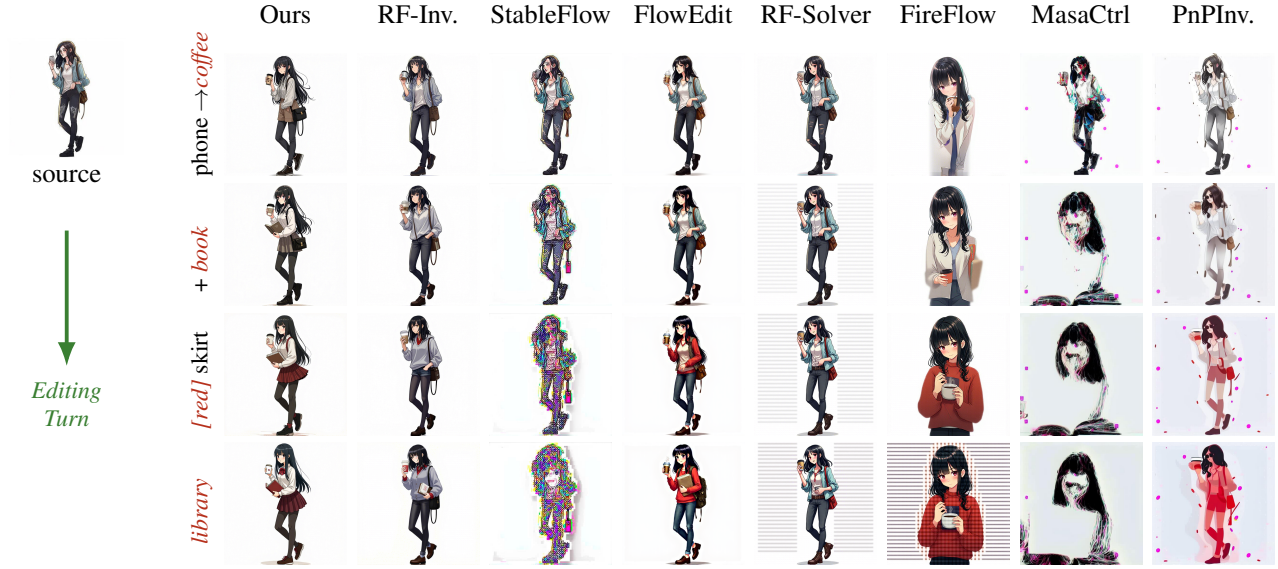 Ours RF-Inv. StableFlow FlowEdit RF-Solver FireFlow MasaCtrl PnPInv.
source
phone →coffee
+ book
[red] skirt
library
Editing
Turn